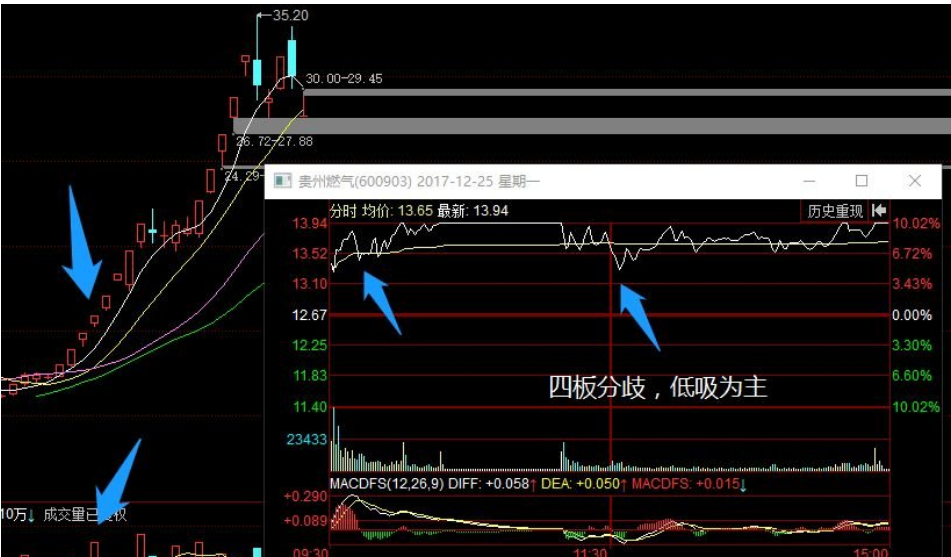 35.20
30.00-29.45
26.72-27.88
24.29-
贵州燃气(600903) 2017-12-25 星期一
分时 均价: 13.65 最新: 13.94
历史重现
13.94 10.02%
13.52 6.72%
13.10 3.43%
12.67 0.00%
12.25 3.30%
11.83 6.60%
11.40 10.02%
四板分歧，低吸为主
23433
MACDFS(12,26,9) DIFF: +0.058↑ DEA: +0.050↑ MACDFS: +0.015↓
+0.290
+0.089
10万↓ 成交量已 权
09:30 11:30 15:00